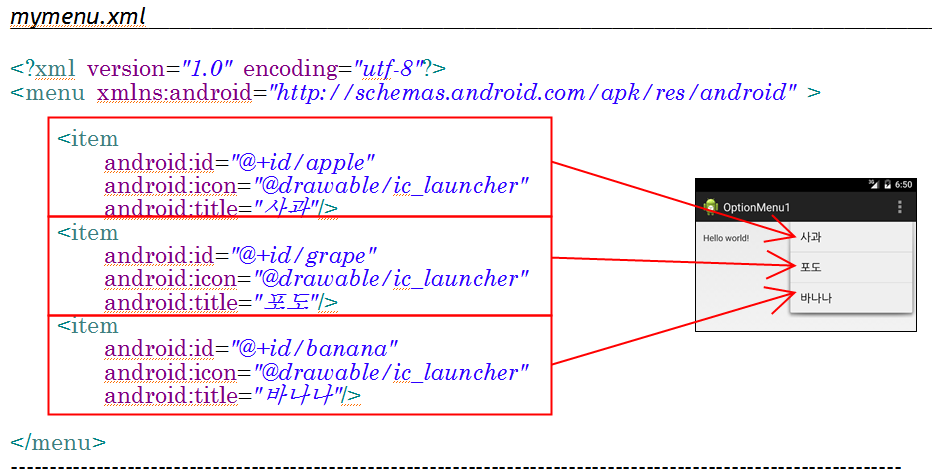 mymenu.xml
<?xml version="1.0" encoding="utf-8"?>
<menu xmlns:android="http://schemas.android.com/apk/res/android" >
<item
android:id="@+id/apple"
android:icon="@drawable/ic_launcher"
android:title="사과"/>
<item
android:id="@+id/grape"
android:icon="@drawable/ic_launcher"
android:title="포도"/>
<item
android:id="@+id/banana"
android:icon="@drawable/ic_launcher"
android:title="바나나"/>
</menu>
3G 6:50
OptionMenu1
Hello world!
사과
포도
바나나